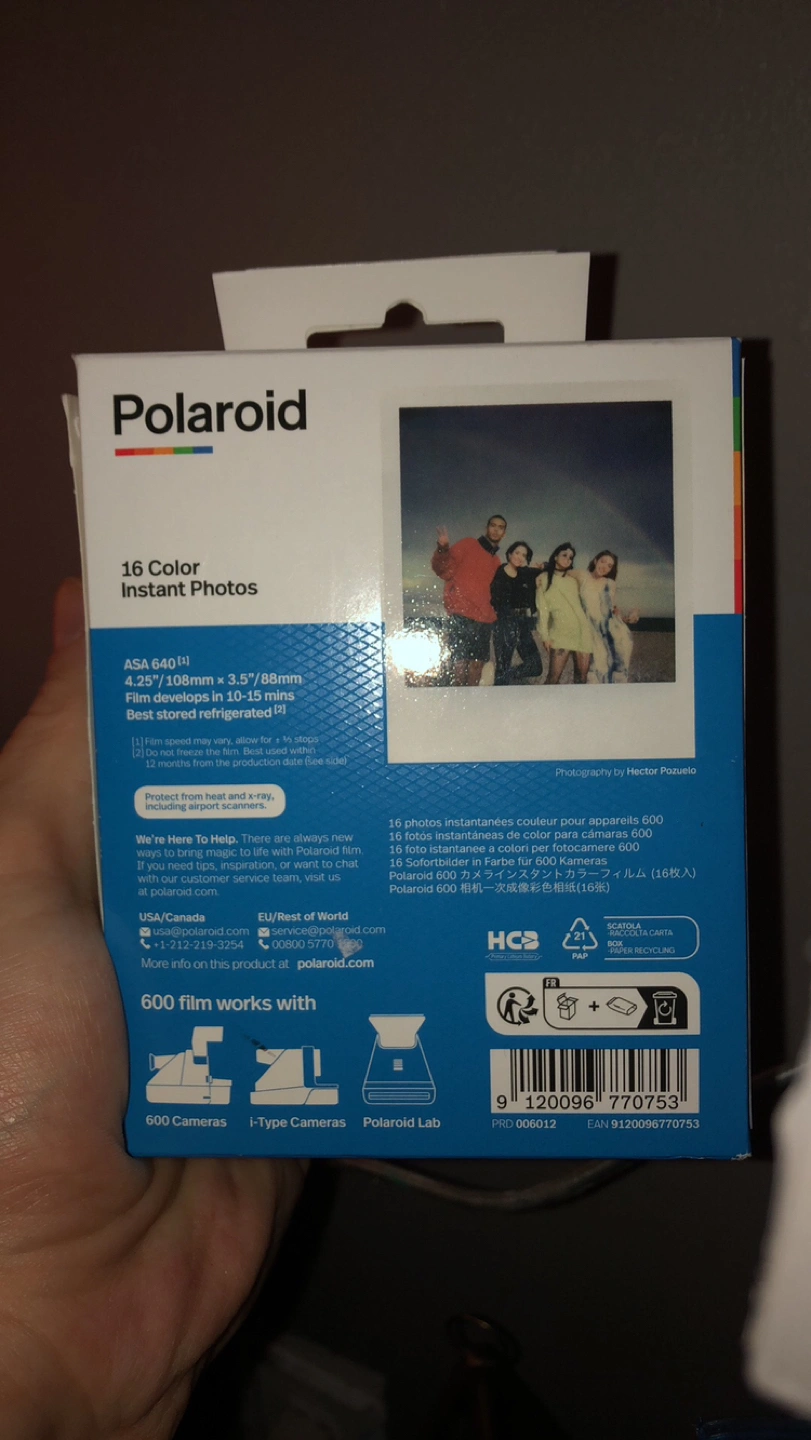 Polaroid
16 Color
Instant Photos
ASA 640 [1]
4.25”/108mm × 3.5”/88mm
Film develops in 10-15 mins
Best stored refrigerated [2]
[1] Film speed may vary, allow for ± ⅓ stops
[2] Do not freeze the film. Best used within
12 months from the production date (see side)
Protect from heat and x-ray,
including airport scanners.
We’re Here To Help. There are always new
ways to bring magic to life with Polaroid film.
If you need tips, inspiration, or want to chat
with our customer service team, visit us
at polaroid.com.
USA/Canada
usa@polaroid.com
+1-212-219-3254
EU/Rest of World
service@polaroid.com
00800 5770
More info on this product at polaroid.com
600 film works with
600 Cameras
i-Type Cameras
Polaroid Lab
Photography by Hector Pozuelo
16 photos instantanées couleur pour appareils 600
16 fotos instantáneas de color para cámaras 600
16 foto istantanee a colori per fotocamere 600
16 Sofortbilder in Farbe für 600 Kameras
Polaroid 600 カメラインスタントカラーフィルム (16枚入)
Polaroid 600 相机一次成像彩色相纸(16张)
HCB
21
PAP
SCATOLA
-RACCOLTA CARTA
BOX
-PAPER RECYCLING
FR
+
9 120096 770753
PRD 006012
EAN 9120096770753